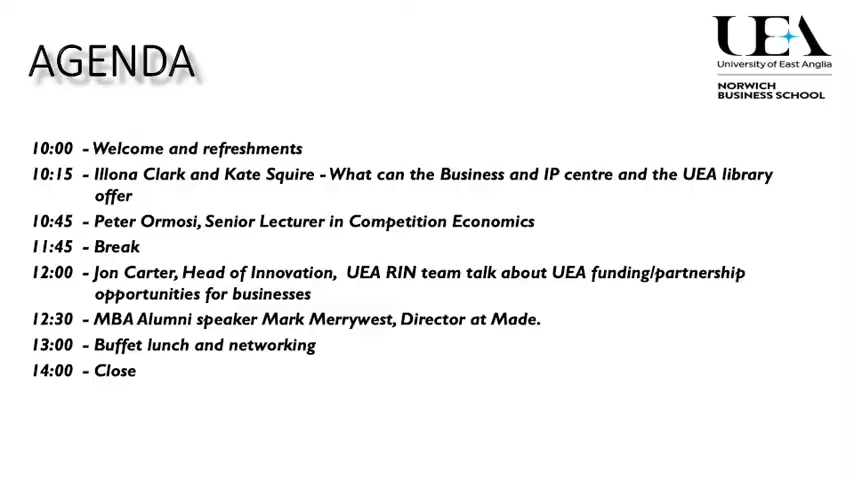 AGENDA
UEA
University of East Anglia
NORWICH
BUSINESS SCHOOL
10:00 - Welcome and refreshments
10:15 - Illona Clark and Kate Squire - What can the Business and IP centre and the UEA library
offer
10:45 - Peter Ormosi, Senior Lecturer in Competition Economics
11:45 - Break
12:00 - Jon Carter, Head of Innovation, UEA RIN team talk about UEA funding/partnership
opportunities for businesses
12:30 - MBA Alumni speaker Mark Merrywest, Director at Made.
13:00 - Buffet lunch and networking
14:00 - Close